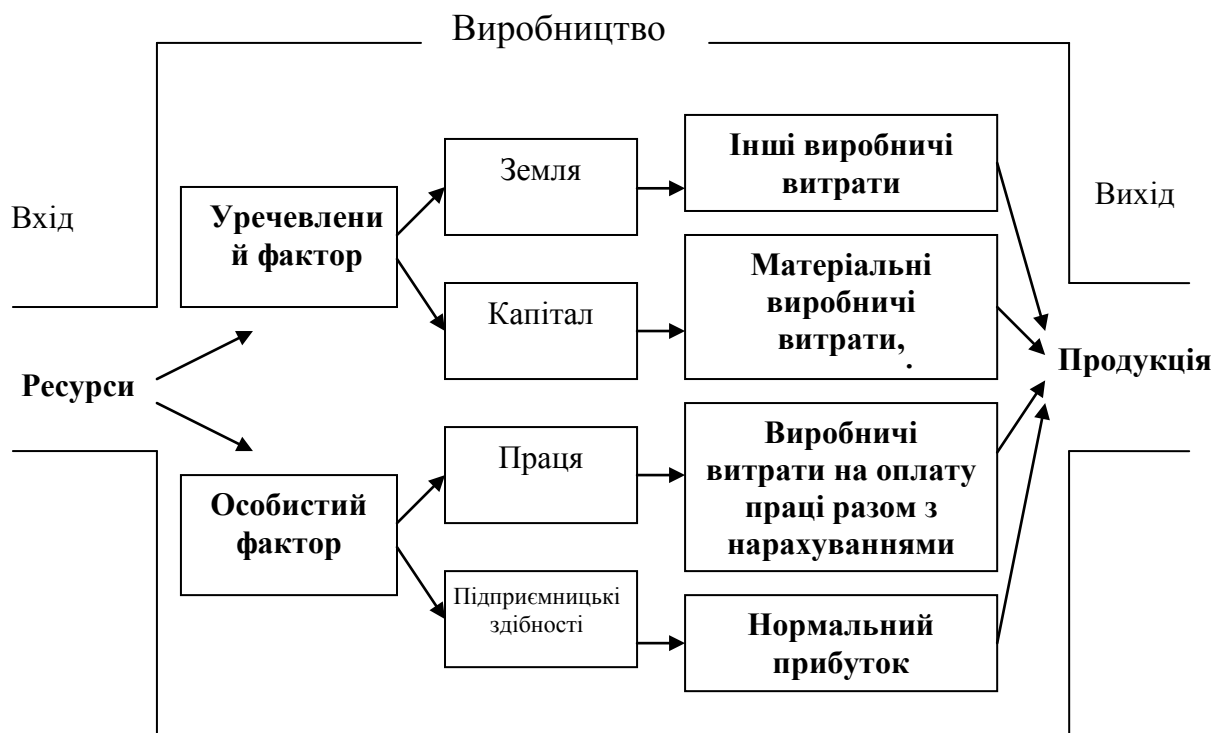 Виробництво
Вхід
Ресурси
Уречевлени
й фактор
Особистий
фактор
Земля
Капітал
Праця
Підприємницькі
здібності
Інші виробничі
витрати
Матеріальні
виробничі
витрати,
Виробничі
витрати на оплату
праці разом з
нарахуваннями
Нормальний
прибуток
Вихід
Продукція